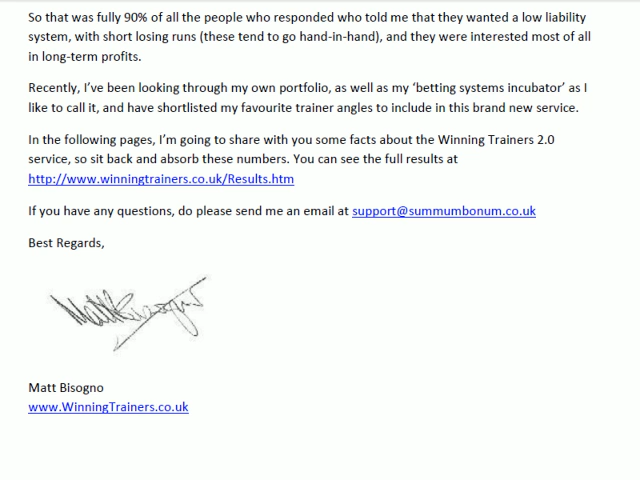 So that was fully 90% of all the people who responded who told me that they wanted a low liability
system, with short losing runs (these tend to go hand-in-hand), and they were interested most of all
in long-term profits.
Recently, I've been looking through my own portfolio, as well as my 'betting systems incubator' as I
like to call it, and have shortlisted my favourite trainer angles to include in this brand new service.
In the following pages, I'm going to share with you some facts about the Winning Trainers 2.0
service, so sit back and absorb these numbers. You can see the full results at
http://www.winningtrainers.co.uk/Results.htm
If you have any questions, do please send me an email at support@summumbonum.co.uk
Best Regards,
Matt Bisogno
Matt Bisogno
www.WinningTrainers.co.uk